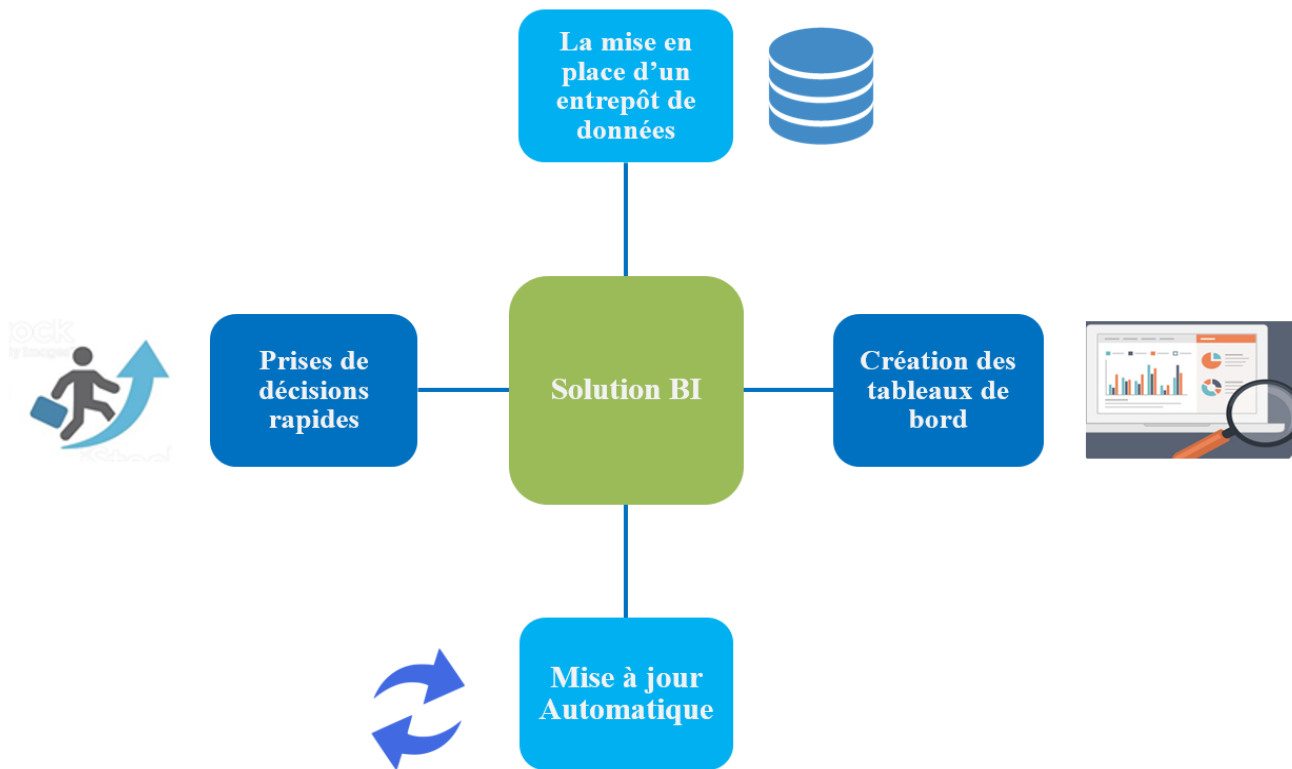 La mise en
place d’un
entrepôt de
données
Prises de
décisions
rapides
Solution BI
Création des
tableaux de
bord
Mise à jour
Automatique